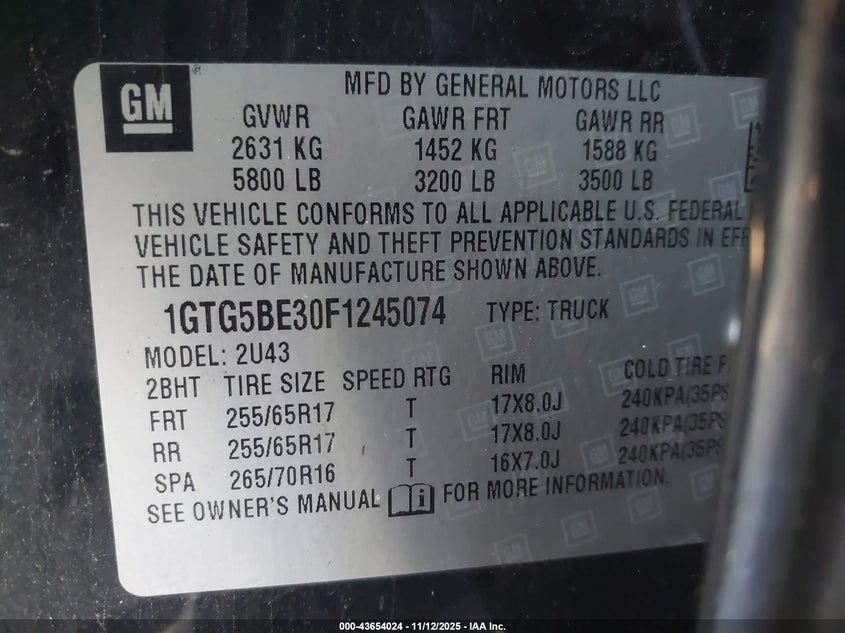 GM
MFD BY GENERAL MOTORS LLC
GVWR GAWR FRT GAWR RR
2631 KG 1452 KG 1588 KG
5800 LB 3200 LB 3500 LB
THIS VEHICLE CONFORMS TO ALL APPLICABLE U.S. FEDERAL
VEHICLE SAFETY AND THEFT PREVENTION STANDARDS IN EFF
THE DATE OF MANUFACTURE SHOWN ABOVE.
1GTG5BE30F1245074 TYPE: TRUCK
MODEL: 2U43
2BHT TIRE SIZE SPEED RTG RIM COLD TIRE P
FRT 255/65R17 T 17X8.0J 240KPA(35PS
RR 255/65R17 T 17X8.0J 240KPA(35PS
SPA 265/70R16 T 16X7.0J 240KPA(35PS
SEE OWNER'S MANUAL FOR MORE INFORMATION.
000-43654024 - 11/12/2025 - IAA Inc.